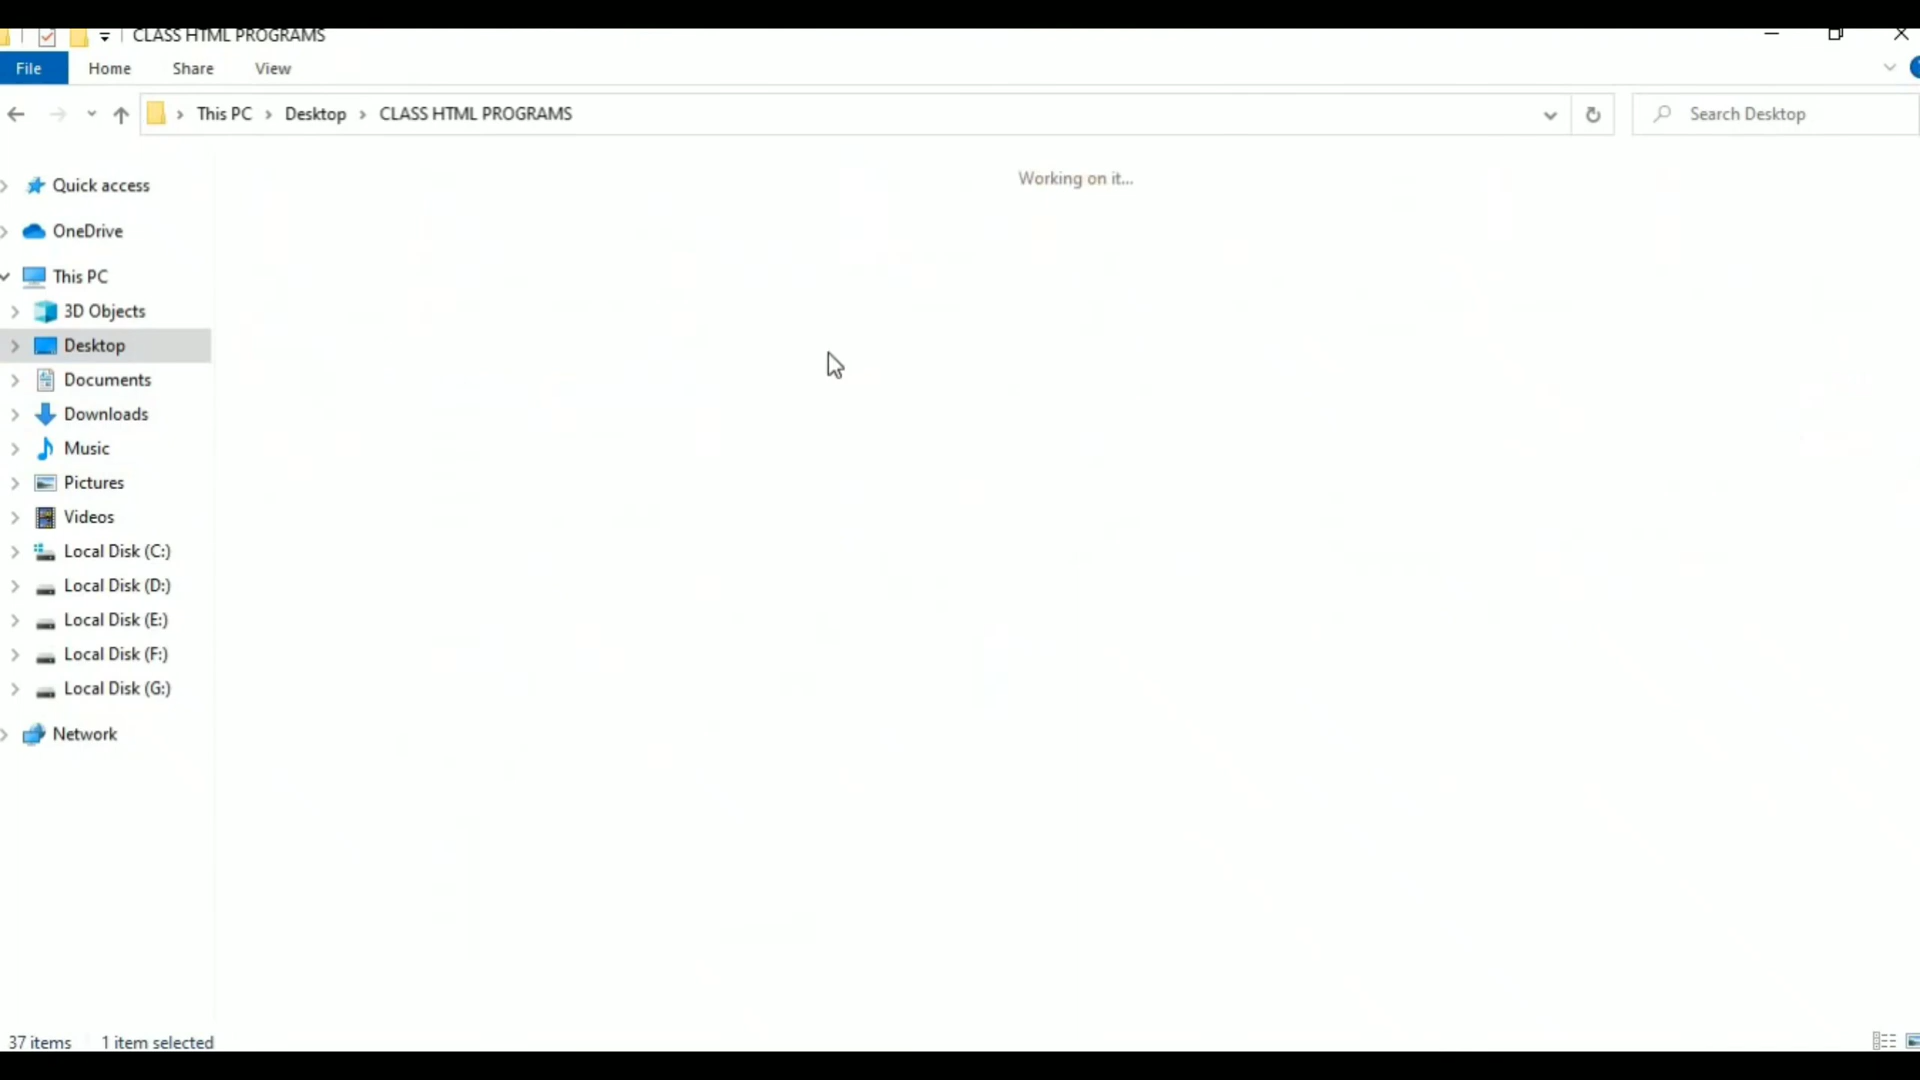 CLASS HTML PROGRAMS
File Home Share View
This PC Desktop CLASS HTML PROGRAMS
Search Desktop
Working on it...
Quick access
OneDrive
This PC
3D Objects
Desktop
Documents
Downloads
Music
Pictures
Videos
Local Disk (C:)
Local Disk (D:)
Local Disk (E:)
Local Disk (F:)
Local Disk (G:)
Network
37 items 1 item selected